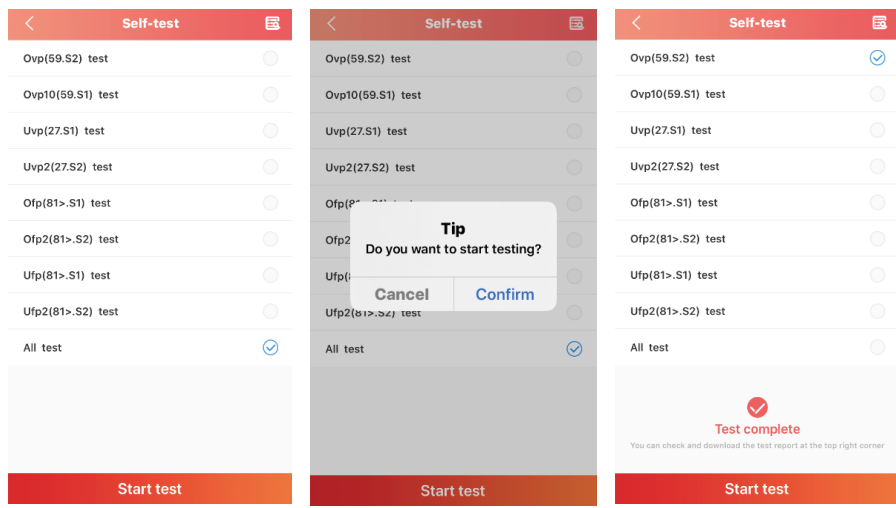 Self-test
Ovp(59.S2) test
Ovp10(59.S1) test
Uvp(27.S1) test
Uvp2(27.S2) test
Ofp(81>.S1) test
Ofp2(81>.S2) test
Ufp(81>.S1) test
Ufp2(81>.S2) test
All test
Start test
Self-test
Ovp(59.S2) test
Ovp10(59.S1) test
Uvp(27.S1) test
Uvp2(27.S2) test
Tip
Do you want to start testing?
Cancel
Confirm
Ufp2(81>.S2) test
All test
Start test
Self-test
Ovp(59.S2) test
Ovp10(59.S1) test
Uvp(27.S1) test
Uvp2(27.S2) test
Ofp(81>.S1) test
Ofp2(81>.S2) test
Ufp(81>.S1) test
Ufp2(81>.S2) test
All test
Test complete
You can check and download the test report at the top right corner
Start test